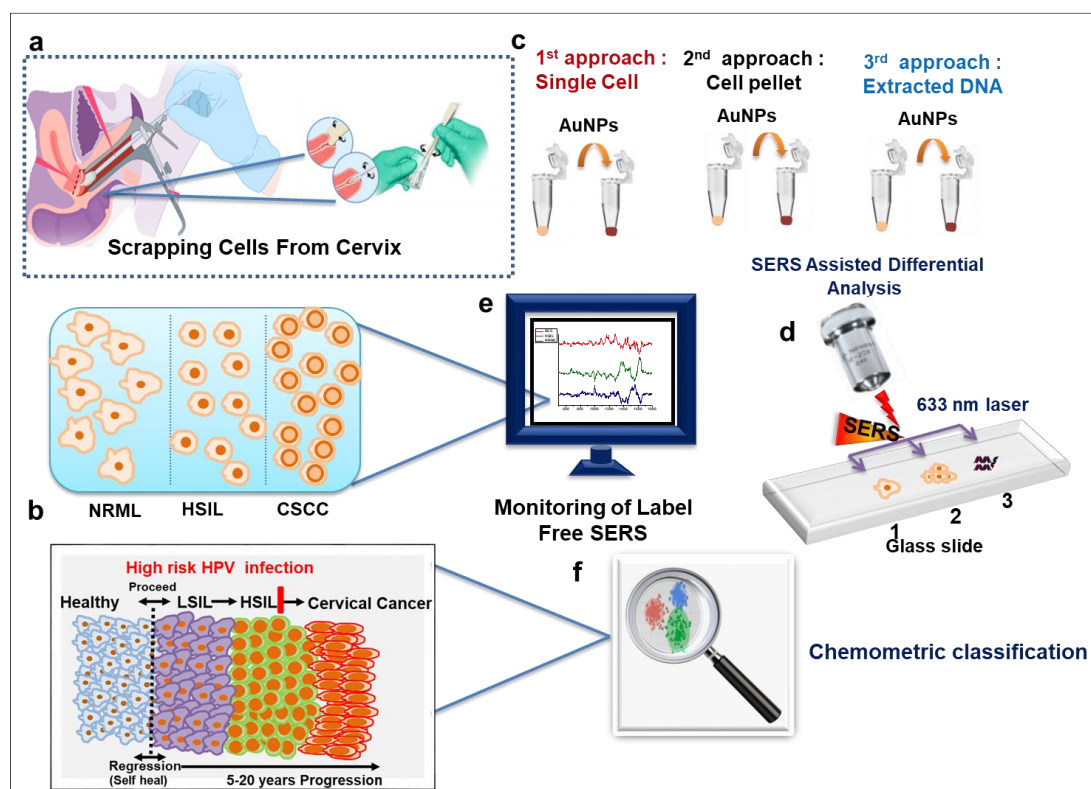 a
Scrapping Cells From Cervix
c
1st approach :
Single Cell
2nd approach :
Cell pellet
3rd approach :
Extracted DNA
AuNPs
AuNPs
AuNPs
SERS Assisted Differential
Analysis
d
633 nm laser
SERS
1
2
3
Glass slide
e
Monitoring of Label
Free SERS
NRML
HSIL
CSCC
b
High risk HPV infection
Proceed
Healthy
LSIL
HSIL
Cervical Cancer
Regression
(Self heal)
5-20 years Progression
f
Chemometric classification